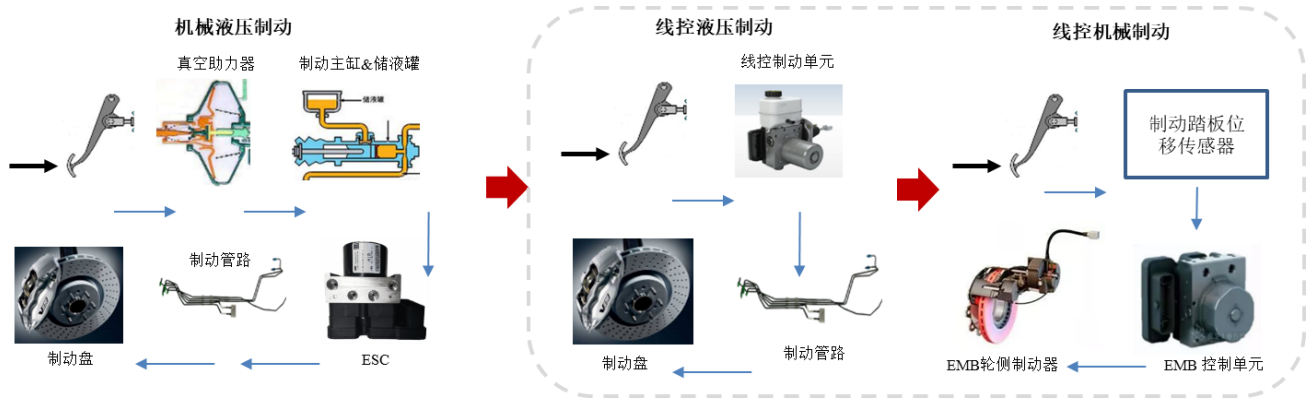 机械液压制动
真空助力器
制动主缸&储液罐
储液罐
制动管路
制动盘
ESC
线控液压制动
线控制动单元
制动盘
制动管路
线控机械制动
制动踏板位
移传感器
EMB轮侧制动器
EMB 控制单元